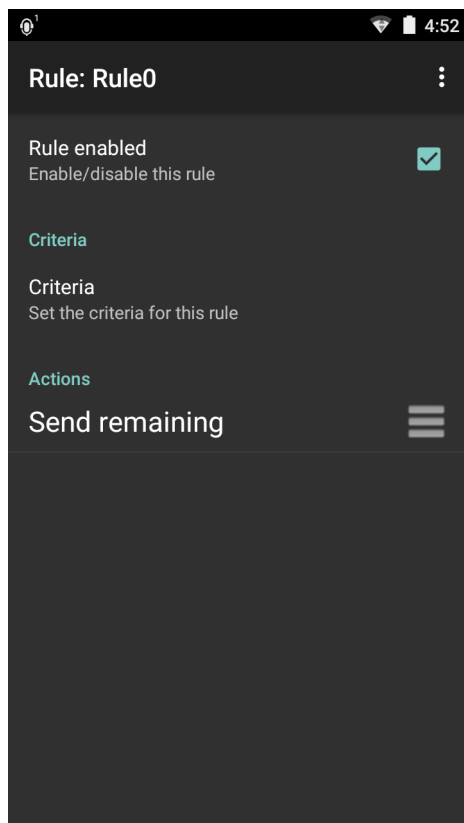 1
4:52
Rule: Rule0
Rule enabled
Enable/disable this rule
Criteria
Criteria
Set the criteria for this rule
Actions
Send remaining